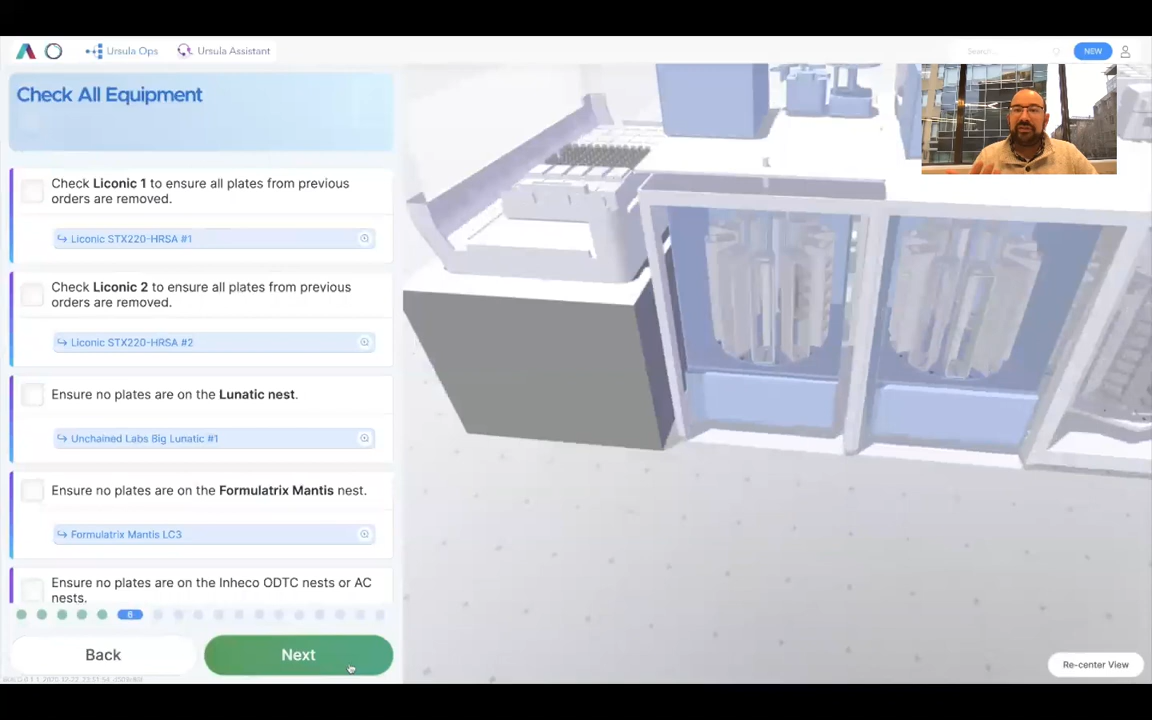 Ursula Ops
Ursula Assistant
Search...
NEW
Check All Equipment
Check Liconic 1 to ensure all plates from previous
orders are removed.
↪ Liconic STX220-HRSA #1
Check Liconic 2 to ensure all plates from previous
orders are removed.
↪ Liconic STX220-HRSA #2
Ensure no plates are on the Lunatic nest.
↪ Unchained Labs Big Lunatic #1
Ensure no plates are on the Formulatrix Mantis nest.
↪ Formulatrix Mantis LC3
Ensure no plates are on the Inheco ODTC nests or AC
nests.
6
Back
Next
Re-center View